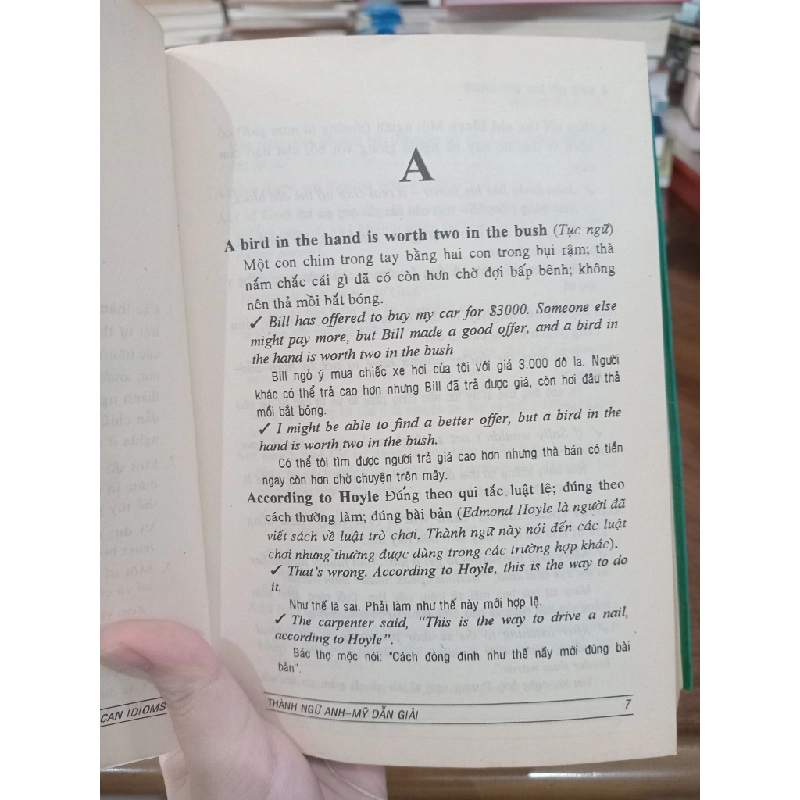 A
A bird in the hand is worth two in the bush (Tục ngữ)
Một con chim trong tay bằng hai con trong bụi rậm; thà
nắm chắc cái gì đã có còn hơn chờ đợi bấp bênh; không
nên thả mồi bắt bóng.
✓ Bill has offered to buy my car for $3000. Someone else
might pay more, but Bill made a good offer, and a bird in
the hand is worth two in the bush
Bill ngỏ ý mua chiếc xe hơi của tôi với giá 3.000 đô la. Người
khác có thể trả cao hơn nhưng Bill đã trả được giá, còn hơi đâu thả
mồi bắt bóng.
✓ I might be able to find a better offer, but a bird in the
hand is worth two in the bush.
Có thể tôi tìm được người trả giá cao hơn nhưng thà bán có tiền
ngay còn hơn chờ chuyện trên mây.
According to Hoyle Đúng theo qui tắc, luật lệ; đúng theo
cách thường làm; đúng bài bản (Edmond Hoyle là người đã
viết sách về luật trò chơi. Thành ngữ này nói đến các luật
chơi nhưng thường được dùng trong các trường hợp khác).
✓ That's wrong. According to Hoyle, this is the way to do
it.
Như thế là sai. Phải làm như thế này mới hợp lệ.
✓ The carpenter said, "This is the way to drive a nail,
according to Hoyle".
Bác thợ mộc nói: "Cách đóng đinh như thế nầy mới đúng bài
bản".
CAN IDIOMS
THÀNH NGỮ ANH–MỸ DẪN GIẢI 7